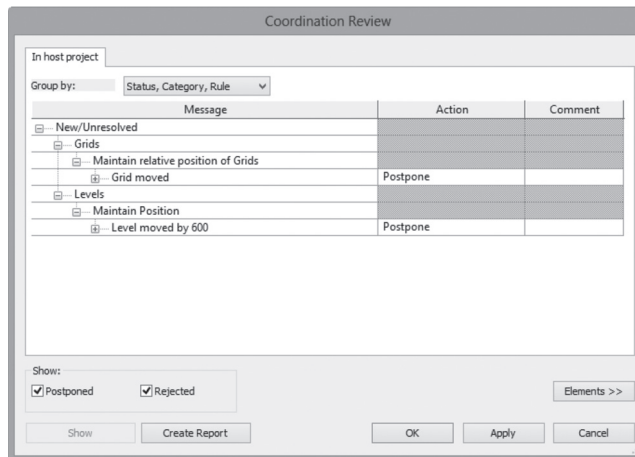 Coordination Review
In host project
Group by: Status, Category, Rule
Message Action Comment
New/Unresolved
Grids
Maintain relative position of Grids
Grid moved Postpone
Levels
Maintain Position
Level moved by 600 Postpone
Show:
Postponed Rejected
Elements >>
Show Create Report OK Apply Cancel